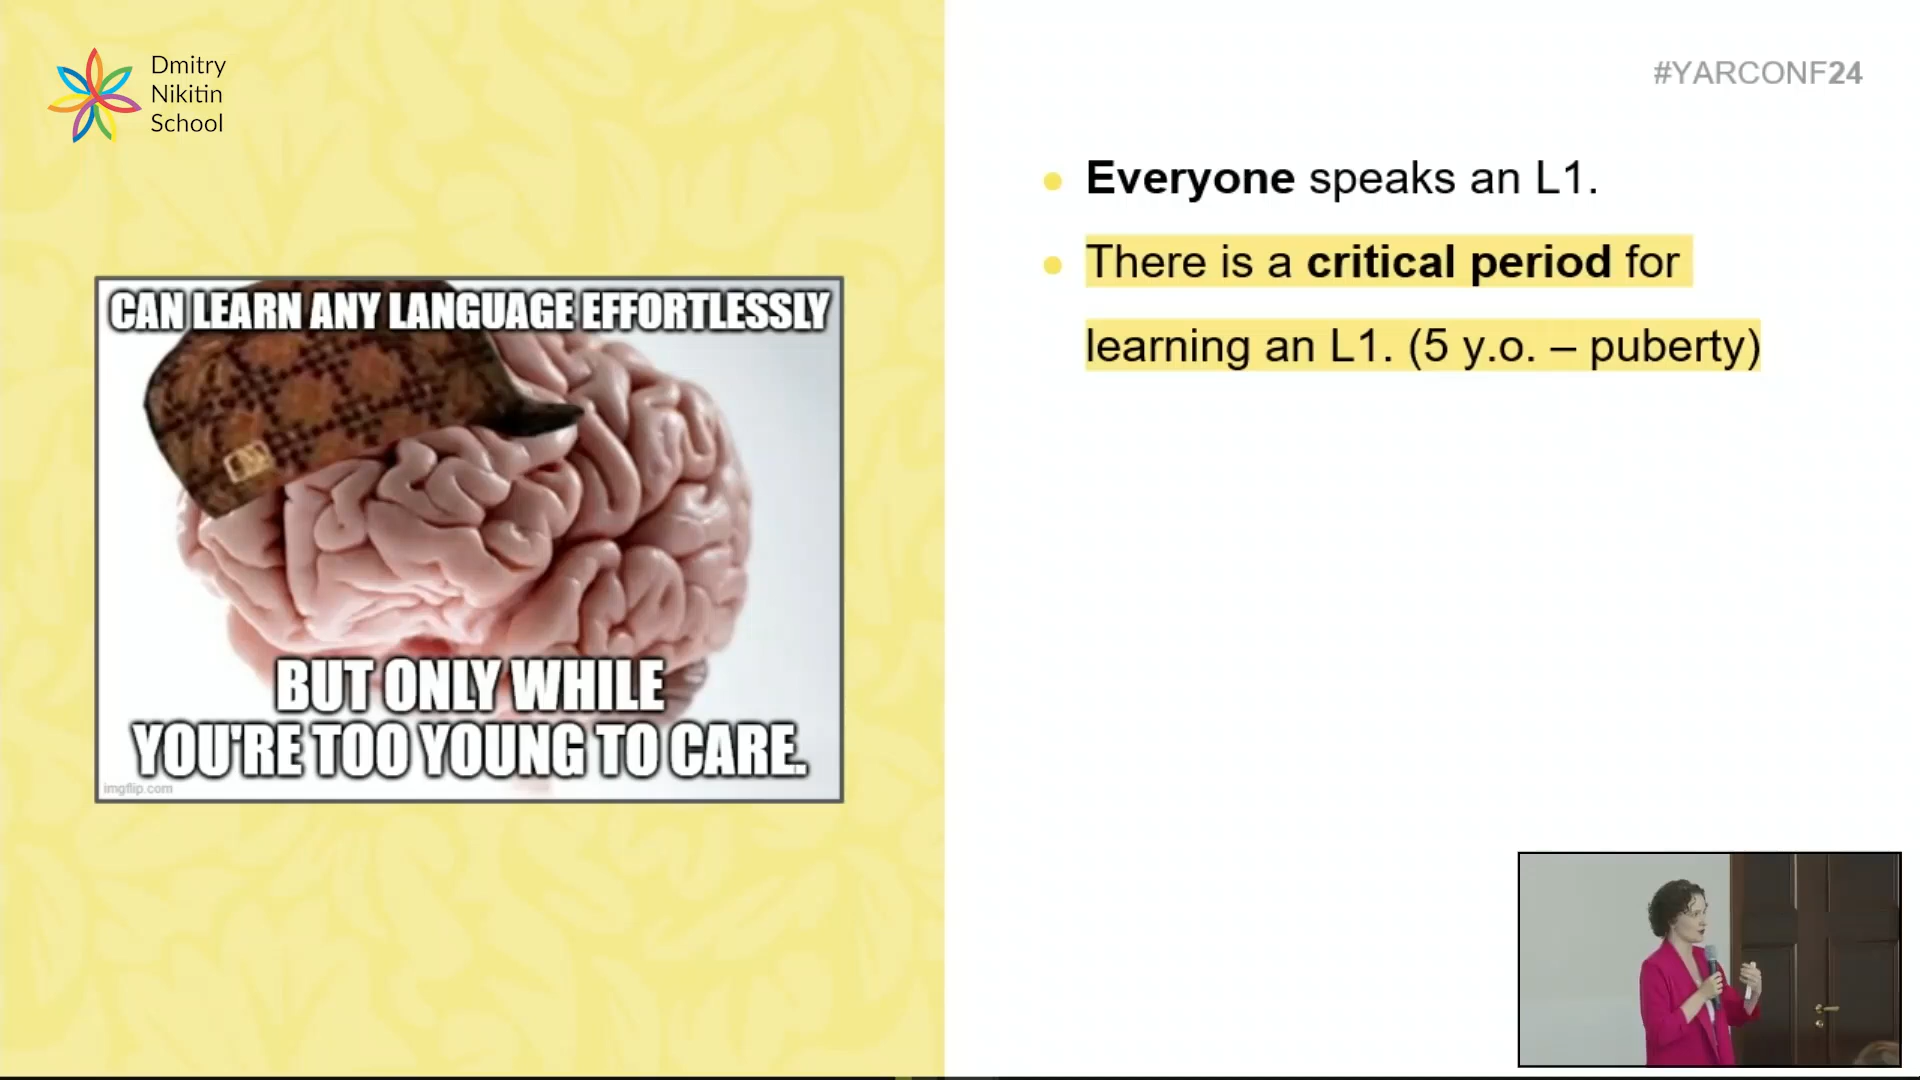 Dmitry
Nikitin
School
#YARCONF24
CAN LEARN ANY LANGUAGE EFFORTLESSLY
BUT ONLY WHILE
YOU'RE TOO YOUNG TO CARE.
imgflip.com
Everyone speaks an L1.
There is a critical period for
learning an L1. (5 y.o. – puberty)